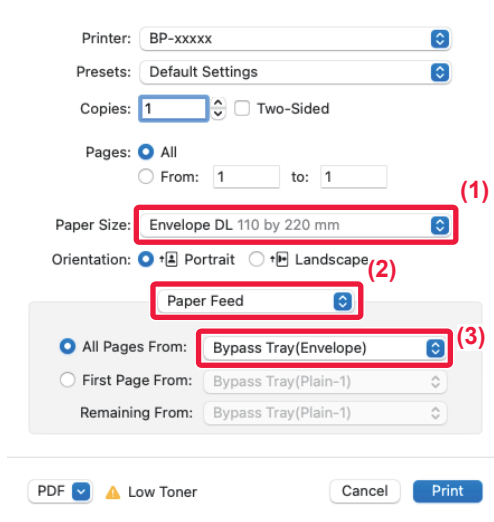 Printer: BP-xxxxx
Presets: Default Settings
Copies: 1 Two-Sided
Pages: All
From: 1 to: 1
(1)
Paper Size: Envelope DL 110 by 220 mm
Orientation: Portrait Landscape
(2)
Paper Feed
(3)
All Pages From: Bypass Tray(Envelope)
First Page From: Bypass Tray(Plain-1)
Remaining From: Bypass Tray(Plain-1)
PDF Low Toner Cancel Print